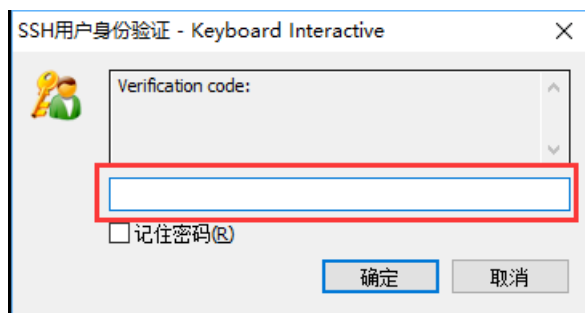 SSH用户身份验证 - Keyboard Interactive
Verification code:
记住密码(R)
确定
取消